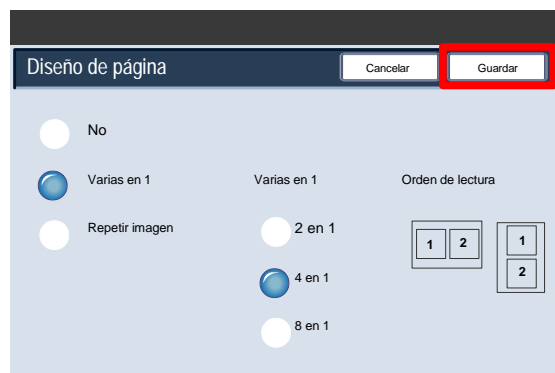 Diseño de página
Cancelar
Guardar
No
Varias en 1
Repetir imagen
Varias en 1
2 en 1
4 en 1
8 en 1
Orden de lectura
1 2
1
2